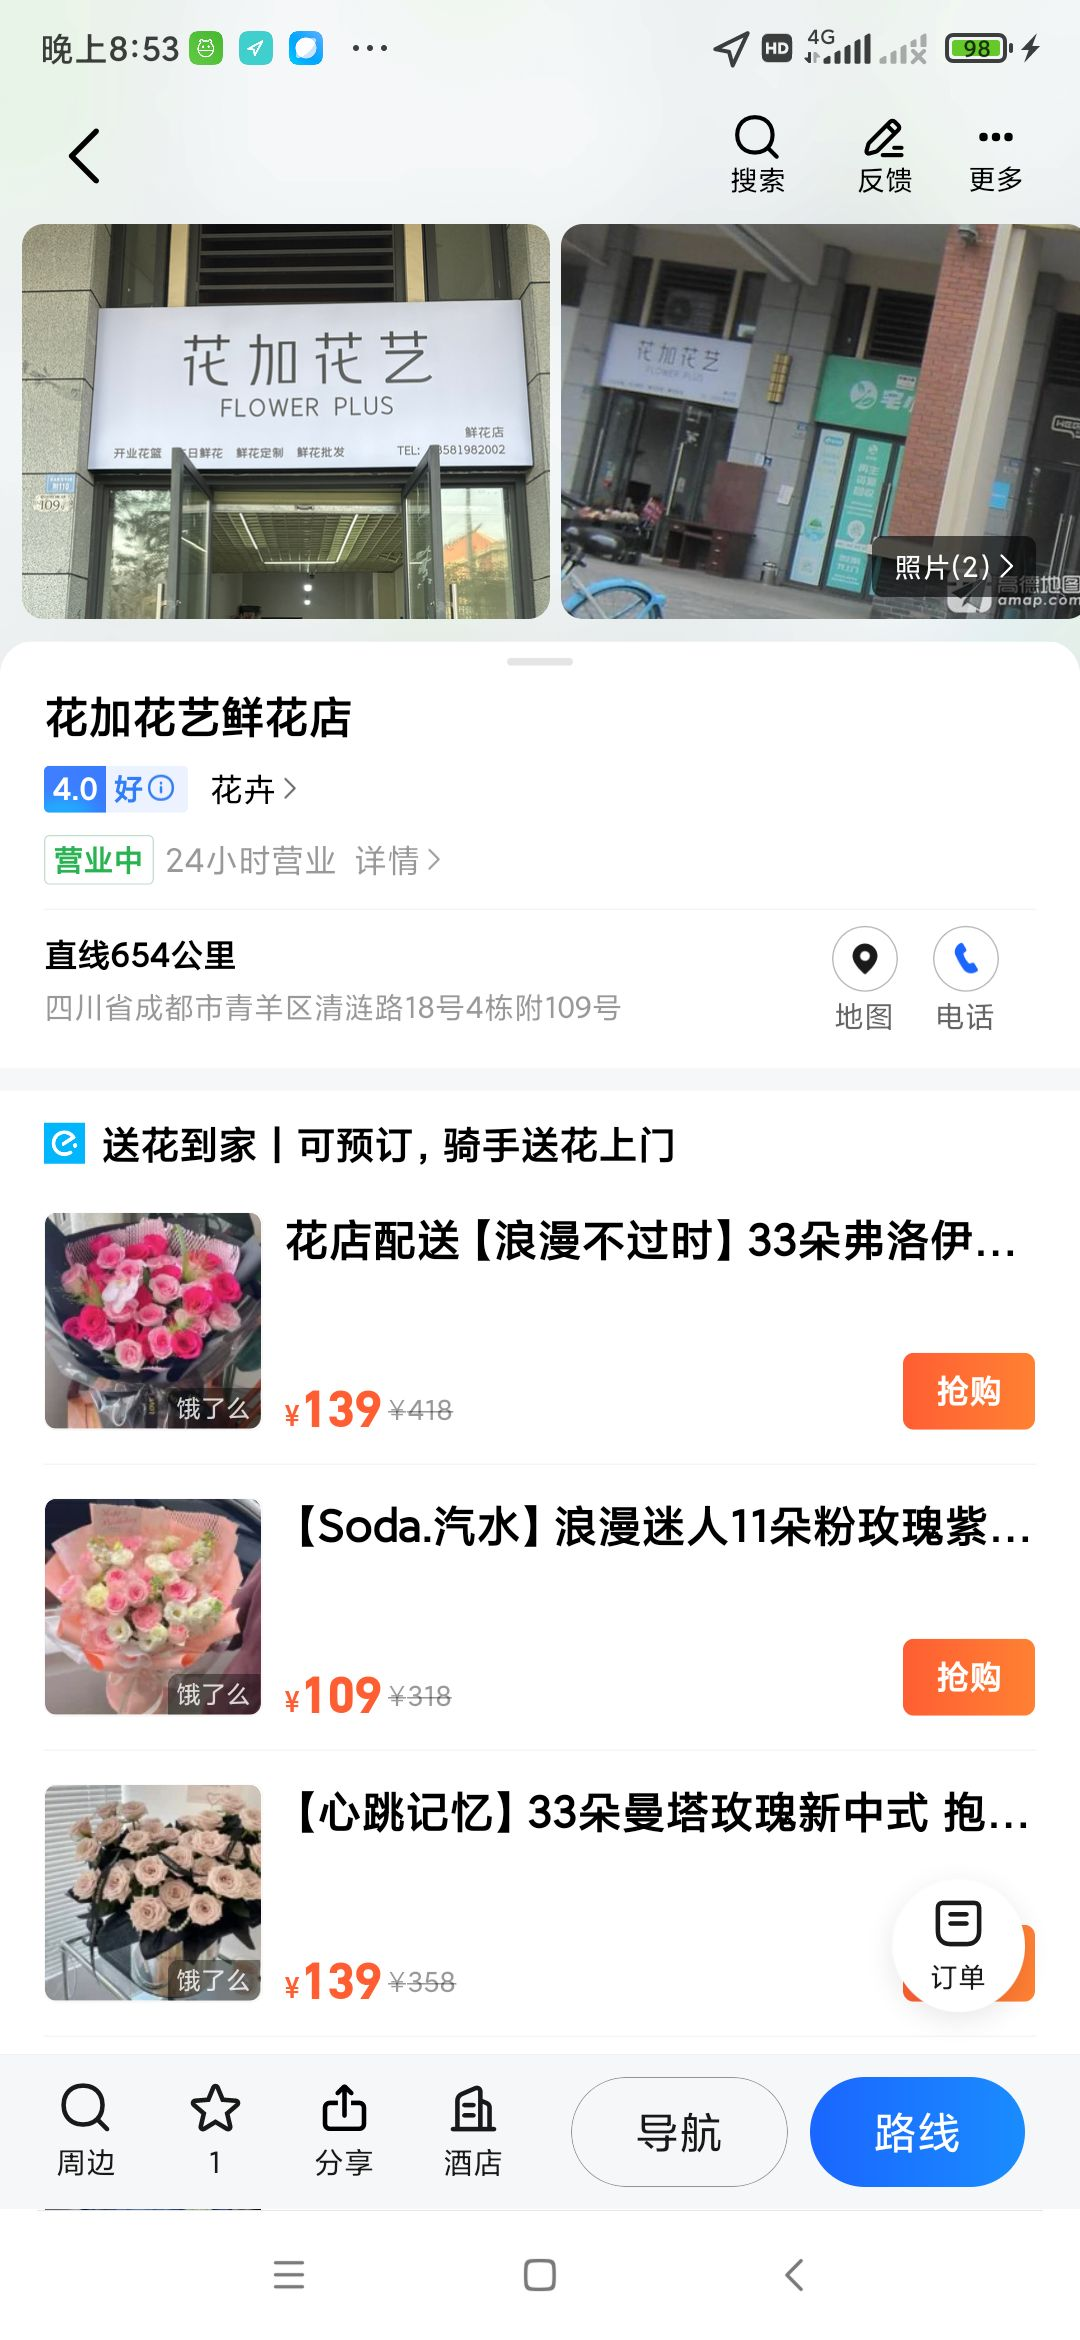 晚上8:53
HD
4G
98
搜索
反馈
更多
花加花艺
FLOWER PLUS
鲜花店
开业花篮 日鲜花 鲜花定制 鲜花批发
TEL: 3581982002
附110
109
花加花艺
FLOWER PLUS
宅
照片(2)
高德地图
amap.com
花加花艺鲜花店
4.0 好 花卉
营业中 24小时营业 详情
直线654公里
四川省成都市青羊区清涟路18号4栋附109号
地图
电话
送花到家丨可预订，骑手送花上门
花店配送【浪漫不过时】33朵弗洛伊...
饿了么
¥139 ¥418
抢购
【Soda.汽水】浪漫迷人11朵粉玫瑰紫...
饿了么
¥109 ¥318
抢购
【心跳记忆】33朵曼塔玫瑰新中式 抱...
饿了么
¥139 ¥358
订单
周边
1
分享
酒店
导航
路线